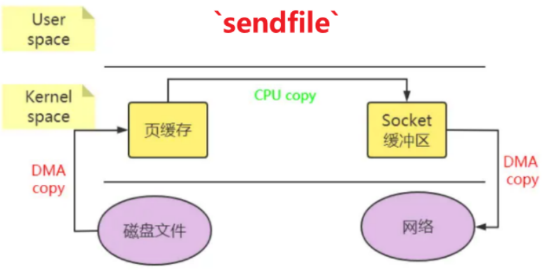 User
space
`sendfile`
CPU copy
Kernel
space
页缓存
Socket
缓冲区
DMA
copy
DMA
copy
磁盘文件
网络